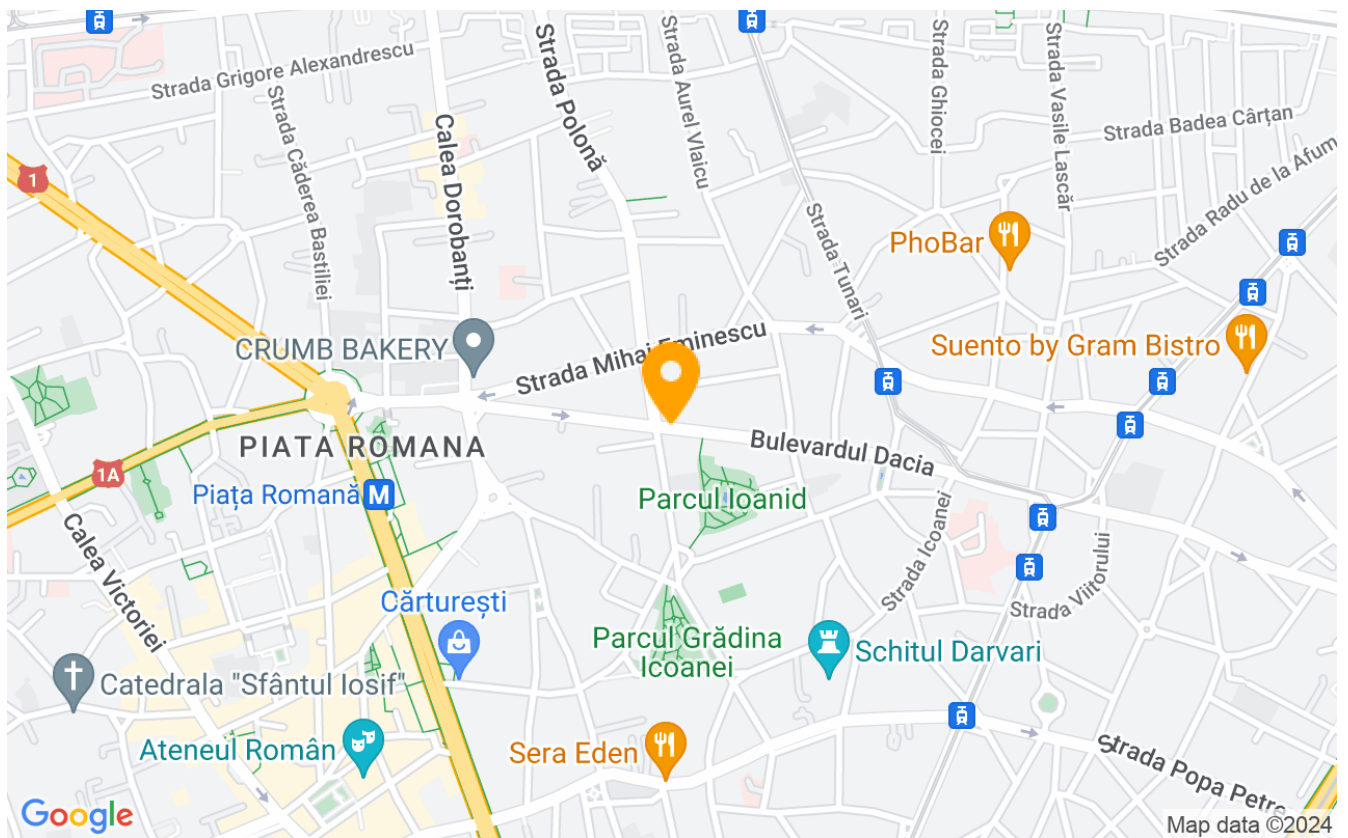 Strada Grigore Alexandrescu
Strada Căderea Bastiliei
Calea Dorobanți
Strada Polonă
Strada Aurel Vlaicu
Strada Ghiocei
Strada Vasile Lascăr
Strada Badea Cârțan
Strada Radu de la Afum
1
Strada Tunari
PhoBar
CRUMB BAKERY
Strada Mihai Eminescu
Suento by Gram Bistro
PIATA ROMANA
Bulevardul Dacia
1A
Piața Romană
M
Parcul Ioanid
Calea Victoriei
Strada Icoanei
Strada Viitorului
Cărturești
Parcul Grădina
Icoanei
Schitul Darvari
Catedrala "Sfântul Iosif"
Ateneul Român
Sera Eden
Strada Popa Petre
Google
Map data ©2024